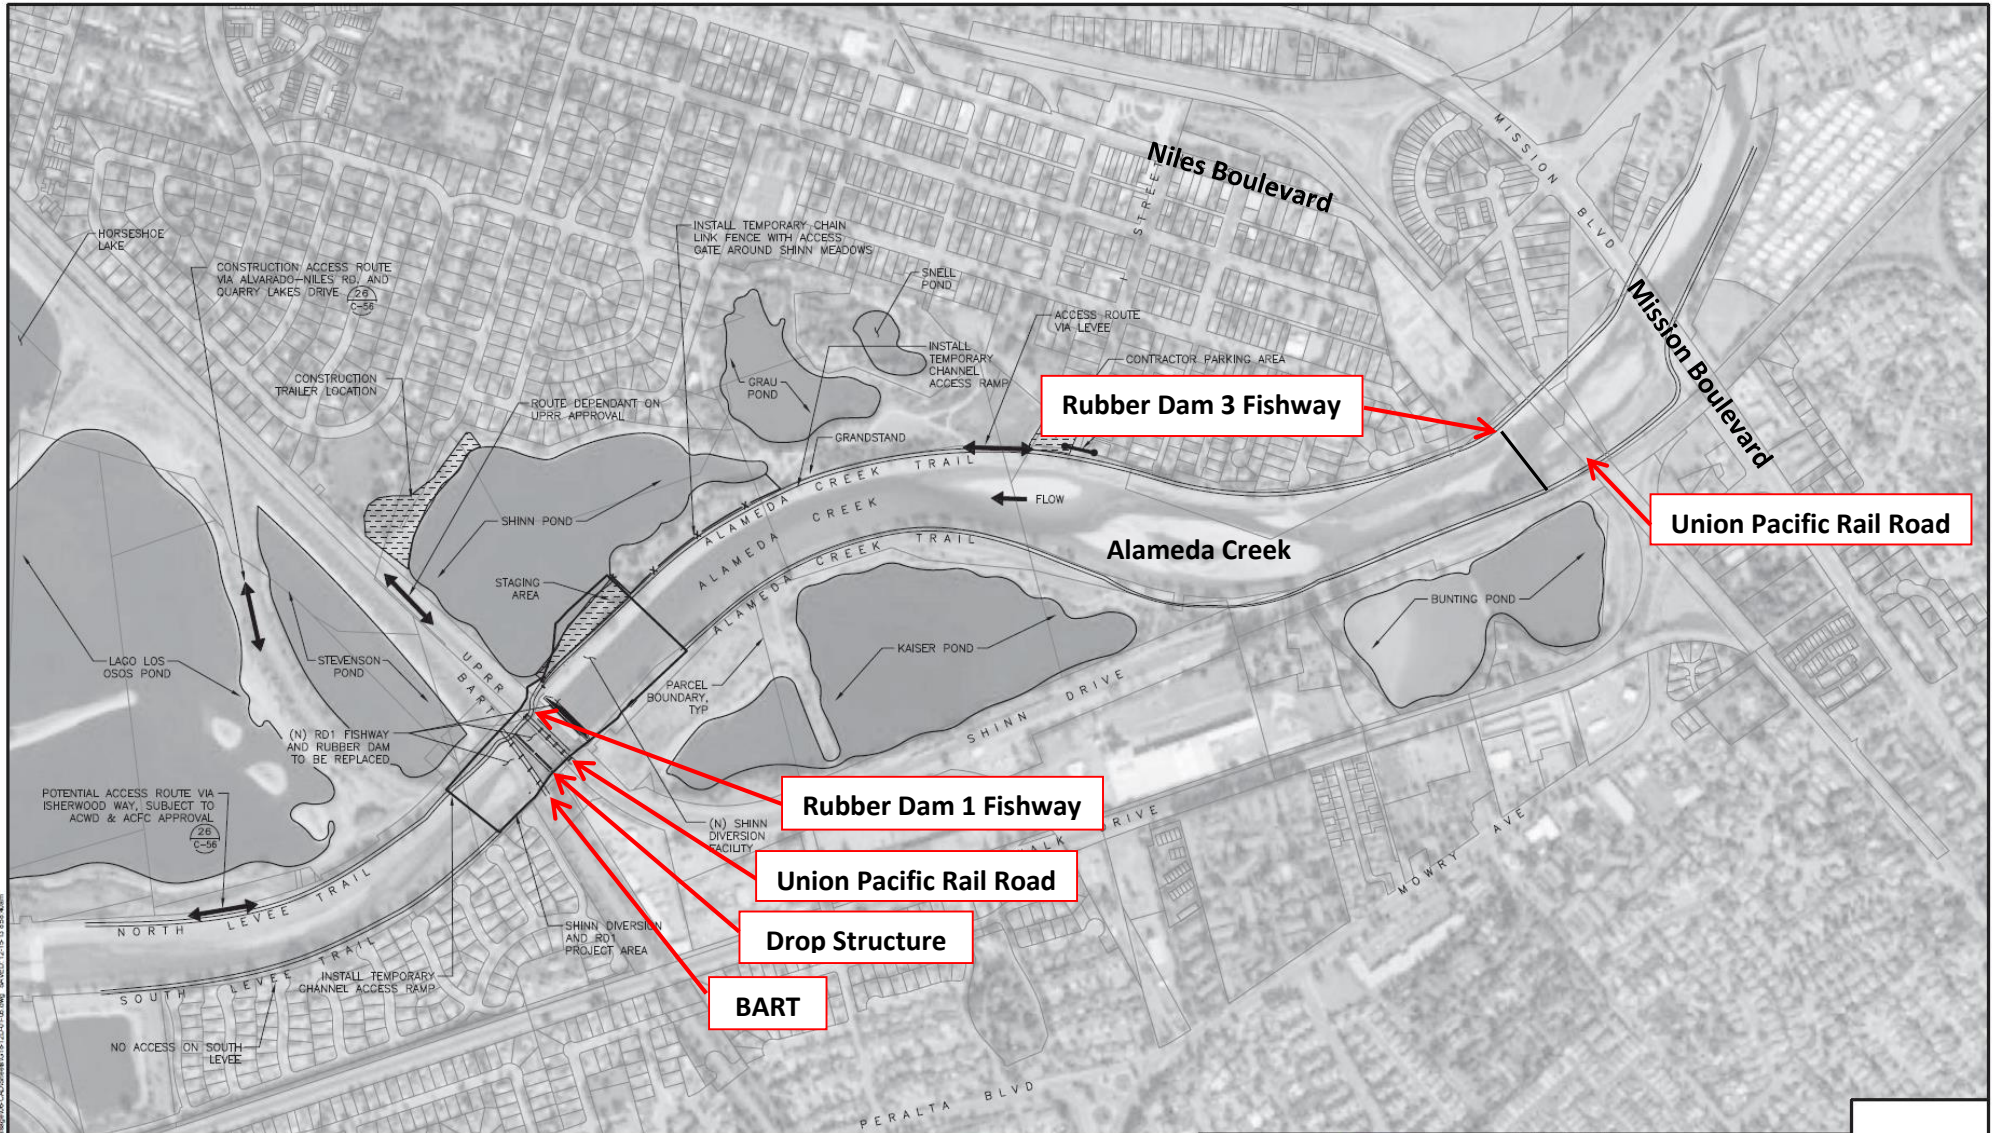 MISSION
BLVD
Niles Boulevard
STREET
I
HORSESHOE
LAKE
CONSTRUCTION ACCESS ROUTE
VIA ALVARADO-NILES RD. AND
QUARRY LAKES DRIVE
26
C-56
INSTALL TEMPORARY CHAIN
LINK FENCE WITH ACCESS
GATE AROUND SHINN MEADOWS
SNELL
POND
ACCESS ROUTE
VIA LEVEE
Mission Boulevard
INSTALL
TEMPORARY
CHANNEL
ACCESS RAMP
CONTRACTOR PARKING AREA
CONSTRUCTION
TRAILER LOCATION
GRAU
POND
Rubber Dam 3 Fishway
ROUTE DEPENDANT ON
UPRR APPROVAL
GRANDSTAND
ALAMEDA CREEK TRAIL
FLOW
SHINN POND
ALAMEDA CREEK
Alameda Creek
Union Pacific Rail Road
ALAMEDA CREEK TRAIL
STAGING
AREA
BUNTING POND
KAISER POND
LAGO LOS
OSOS POND
STEVENSON
POND
UPRR
BART
PARCEL
BOUNDARY,
TYP
SHINN DRIVE
(N) RD1 FISHWAY
AND RUBBER DAM
TO BE REPLACED
POTENTIAL ACCESS ROUTE VIA
ISHERWOOD WAY, SUBJECT TO
ACWD & ACFC APPROVAL
26
C-56
Rubber Dam 1 Fishway
(N) SHINN
DIVERSION
FACILITY
ALK DRIVE
MOWRY AVE
Union Pacific Rail Road
NORTH LEVEE TRAIL
SHINN DIVERSION
AND RD1
PROJECT AREA
Drop Structure
SOUTH LEVEE TRAIL
INSTALL TEMPORARY
CHANNEL ACCESS RAMP
BART
NO ACCESS ON SOUTH
LEVEE
PERALTA BLVD